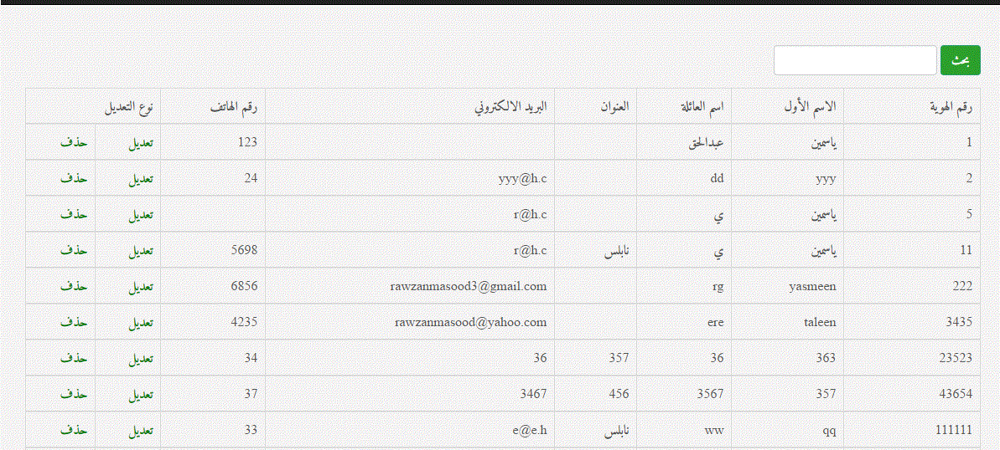 بحث
رقم الهوية الاسم الأول اسم العائلة العنوان البريد الالكتروني رقم الهاتف نوع التعديل
1 ياسمين عبدالحق 123 تعديل حذف
2 yyy dd yyy@h.c 24 تعديل حذف
5 ياسمين ي r@h.c تعديل حذف
11 ياسمين ي نابلس r@h.c 5698 تعديل حذف
222 yasmeen rg rawzanmasood3@gmail.com 6856 تعديل حذف
3435 taleen ere rawzanmasood@yahoo.com 4235 تعديل حذف
23523 363 36 357 36 34 تعديل حذف
43654 357 3567 456 3467 37 تعديل حذف
111111 qq ww نابلس e@e.h 33 تعديل حذف